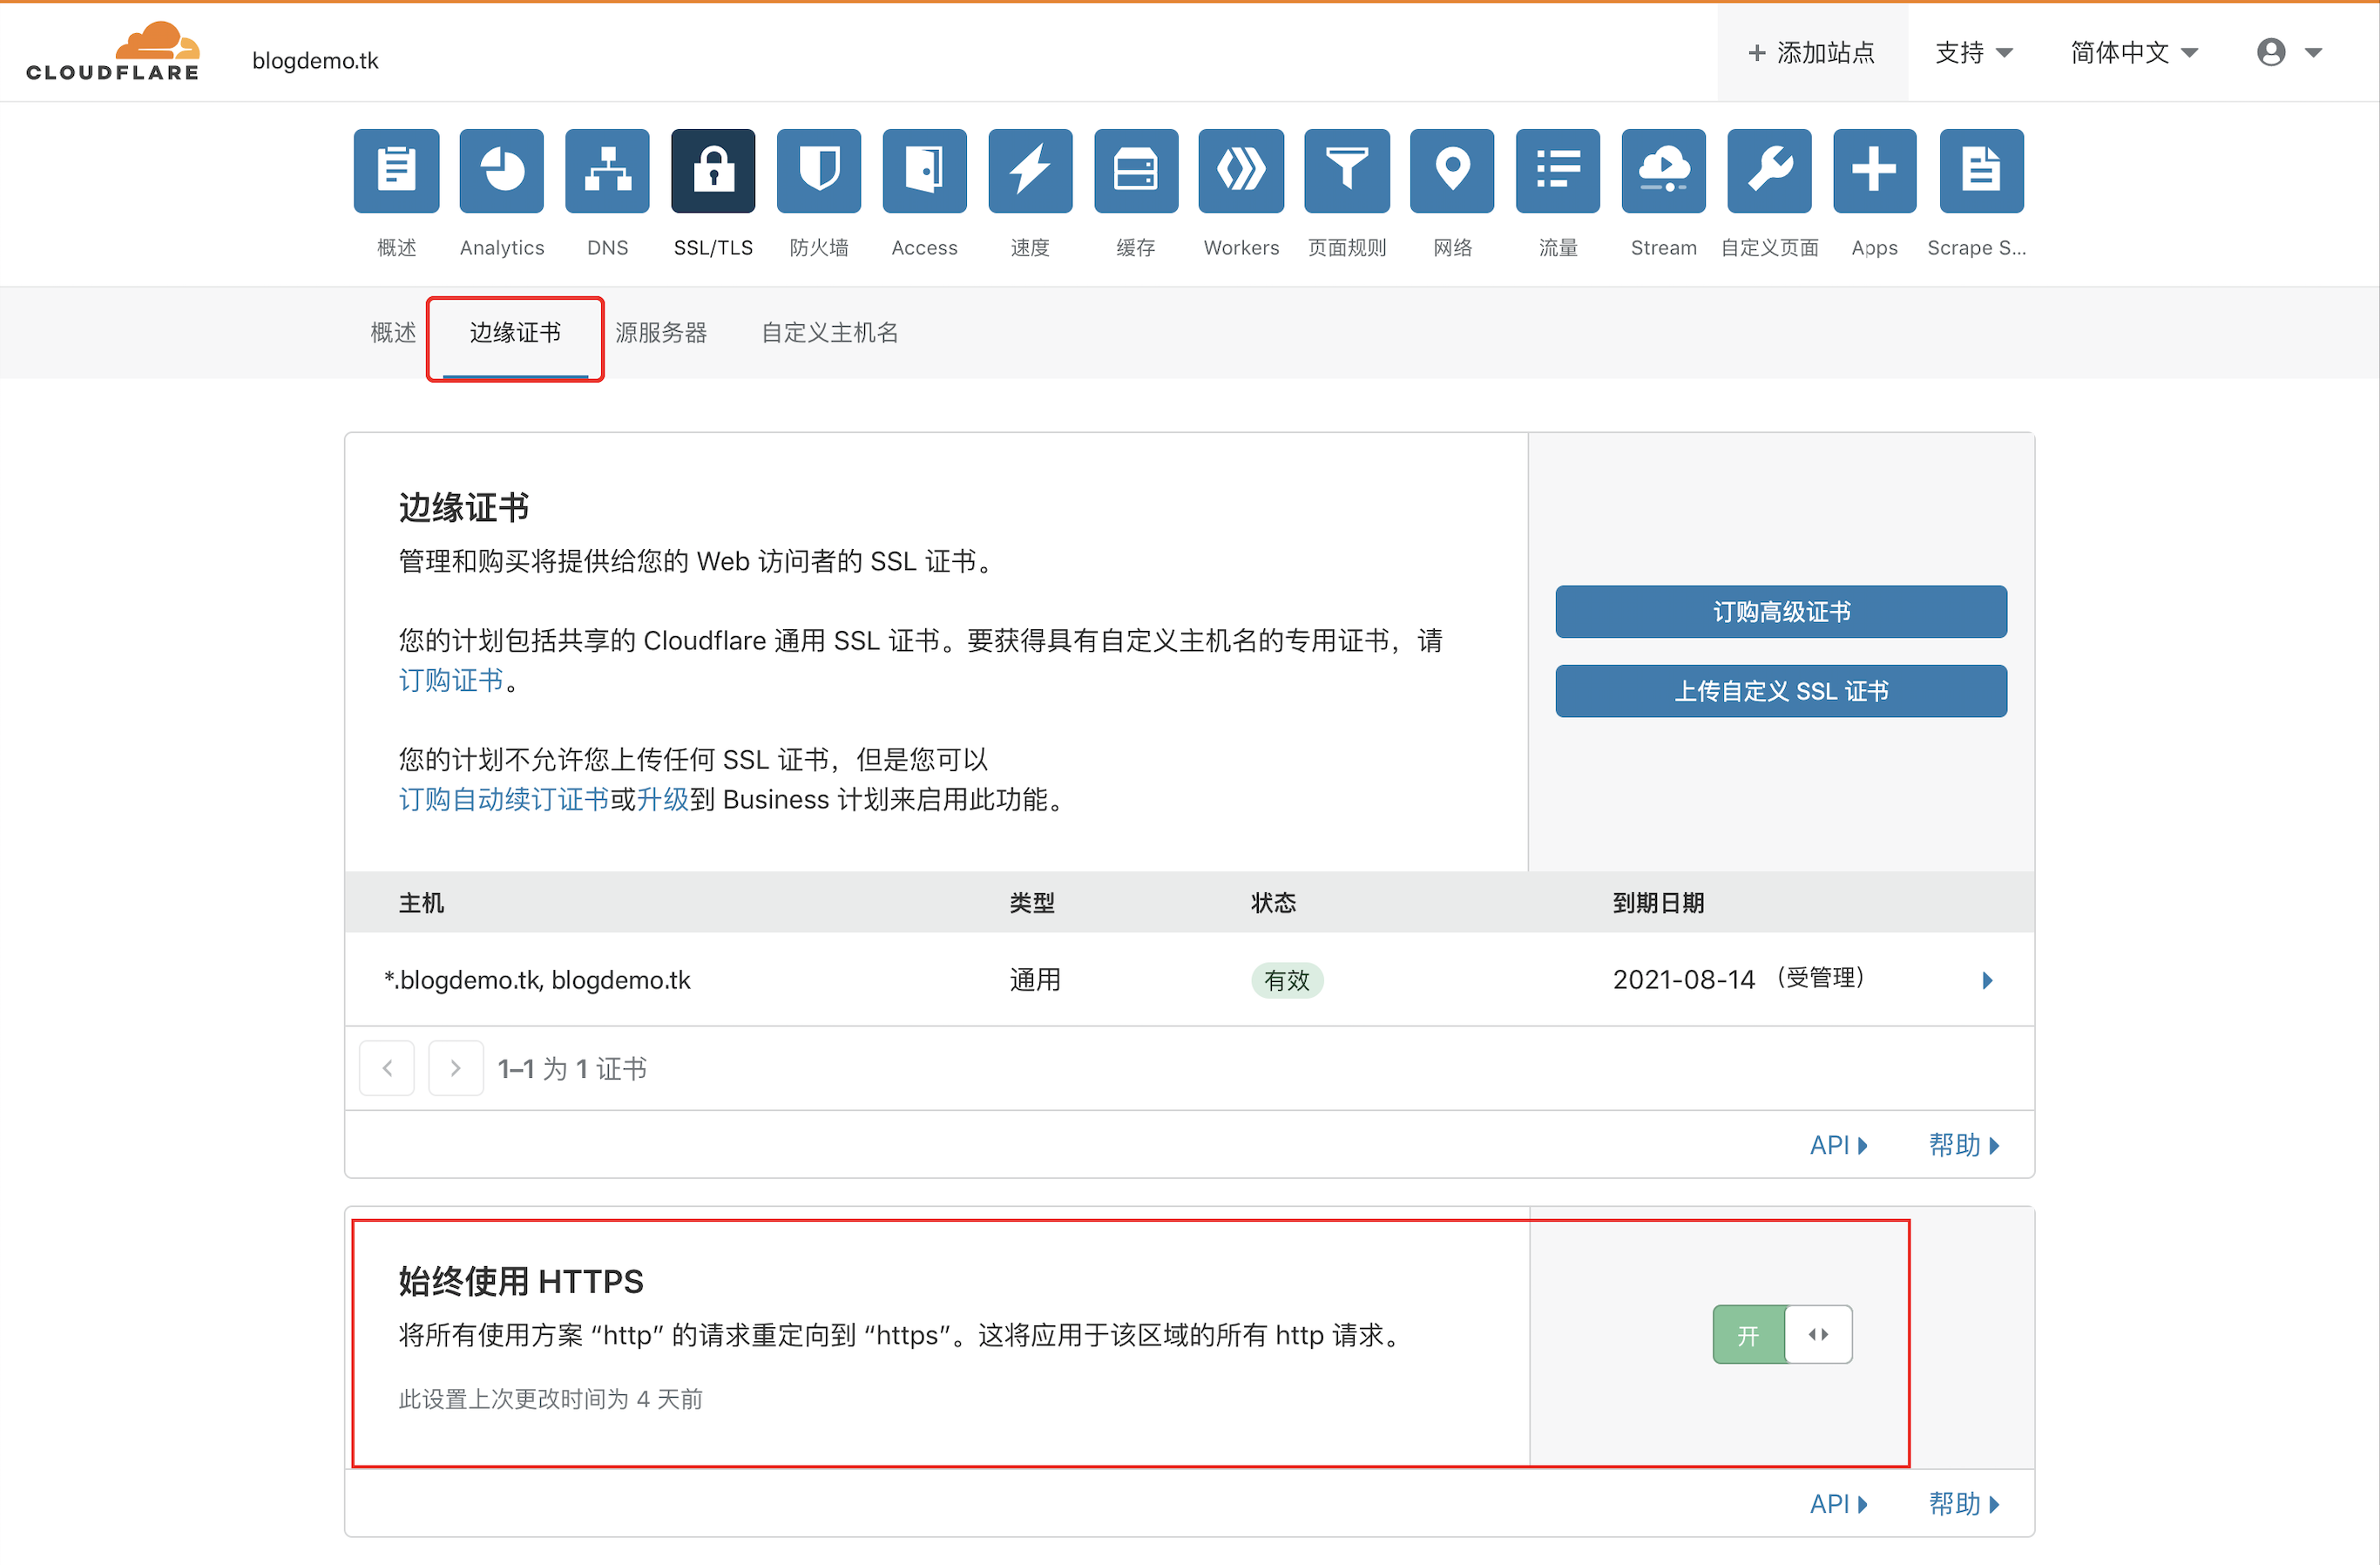 CLOUDFLARE
blogdemo.tk
+ 添加站点
支持
简体中文
概述
Analytics
DNS
SSL/TLS
防火墙
Access
速度
缓存
Workers
页面规则
网络
流量
Stream
自定义页面
Apps
Scrape S...
概述
边缘证书
源服务器
自定义主机名
边缘证书
管理和购买将提供给您的 Web 访问者的 SSL 证书。
您的计划包括共享的 Cloudflare 通用 SSL 证书。要获得具有自定义主机名的专用证书，请
订购证书。
您的计划不允许您上传任何 SSL 证书，但是您可以
订购自动续订证书或升级到 Business 计划来启用此功能。
订购高级证书
上传自定义 SSL 证书
主机
类型
状态
到期日期
*.blogdemo.tk, blogdemo.tk
通用
有效
2021-08-14 （受管理）
1–1 为 1 证书
API
帮助
始终使用 HTTPS
将所有使用方案 “http” 的请求重定向到 “https”。这将应用于该区域的所有 http 请求。
此设置上次更改时间为 4 天前
开
API
帮助